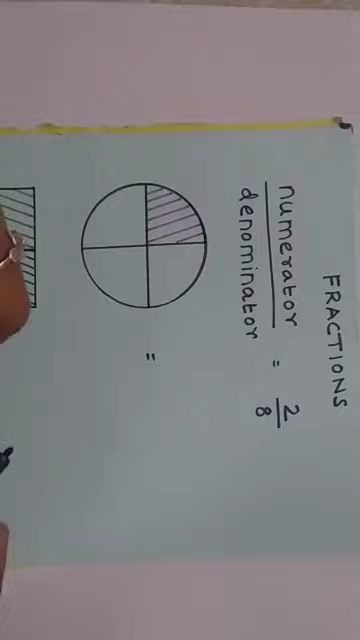 FRACTIONS
numerator
denominator
= 2
8
=